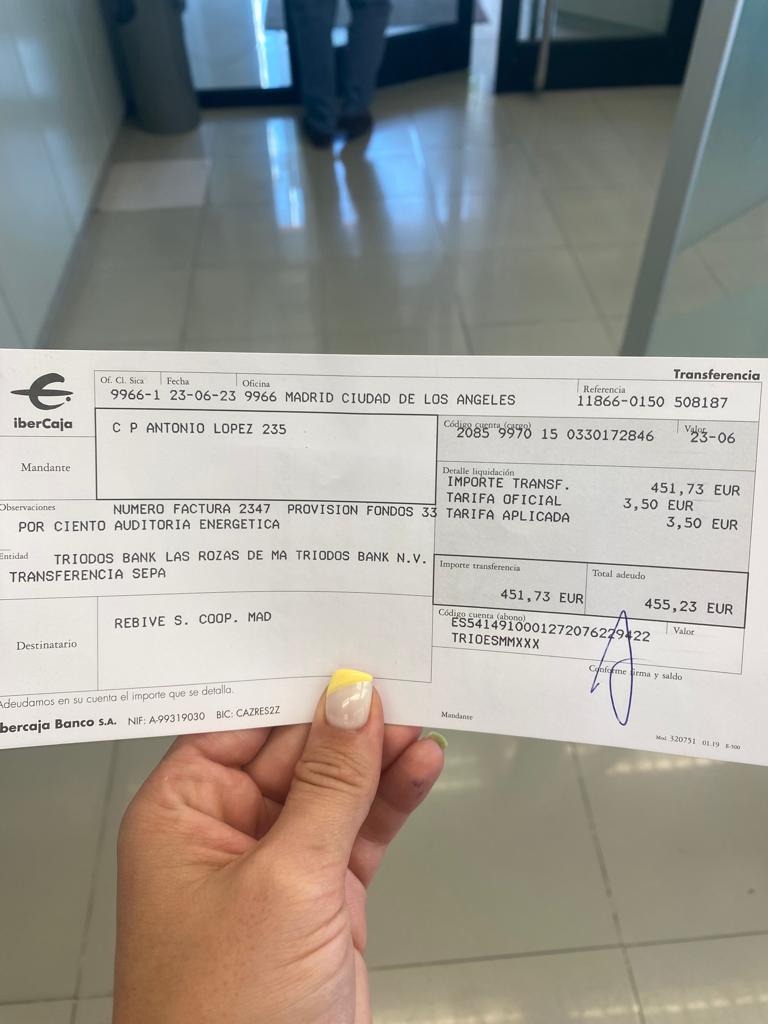 Transferencia
iberCaja
Of. Cl. Sica Fecha Oficina Referencia
9966-1 23-06-23 9966 MADRID CIUDAD DE LOS ANGELES 11866-0150 508187
Mandante
C P ANTONIO LOPEZ 235
Código cuenta (cargo) Valor
2085 9970 15 0330172846 23-06
Detalle liquidación
IMPORTE TRANSF. 451,73 EUR
TARIFA OFICIAL 3,50 EUR
TARIFA APLICADA 3,50 EUR
Observaciones NUMERO FACTURA 2347 PROVISION FONDOS 33
POR CIENTO AUDITORIA ENERGETICA
Entidad TRIODOS BANK LAS ROZAS DE MA TRIODOS BANK N.V.
TRANSFERENCIA SEPA
Importe transferencia Total adeudo
451,73 EUR 455,23 EUR
Destinatario
REBIVE S. COOP. MAD
Código cuenta (abono) Valor
ES5414910001272076229422
TRIOESMMXXX
Conforme firma y saldo
Adeudamos en su cuenta el importe que se detalla.
Ibercaja Banco S.A. NIF: A-99319030 BIC: CAZRES2Z
Mandante
Mod. 320751 01.19 E-500